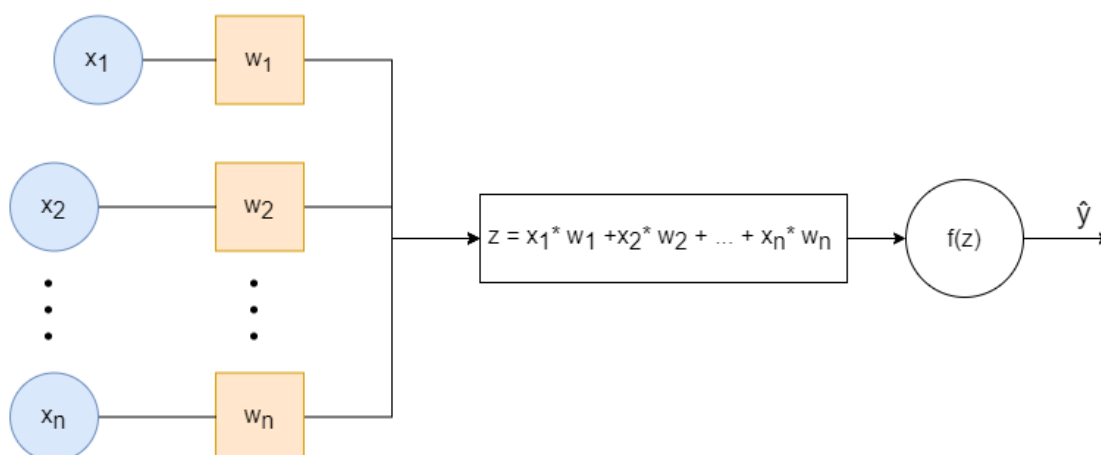 x₁
w₁
x₂
w₂
z = x₁* w₁ +x₂* w₂ + ... + xₙ* wₙ
f(z)
ŷ
xₙ
wₙ